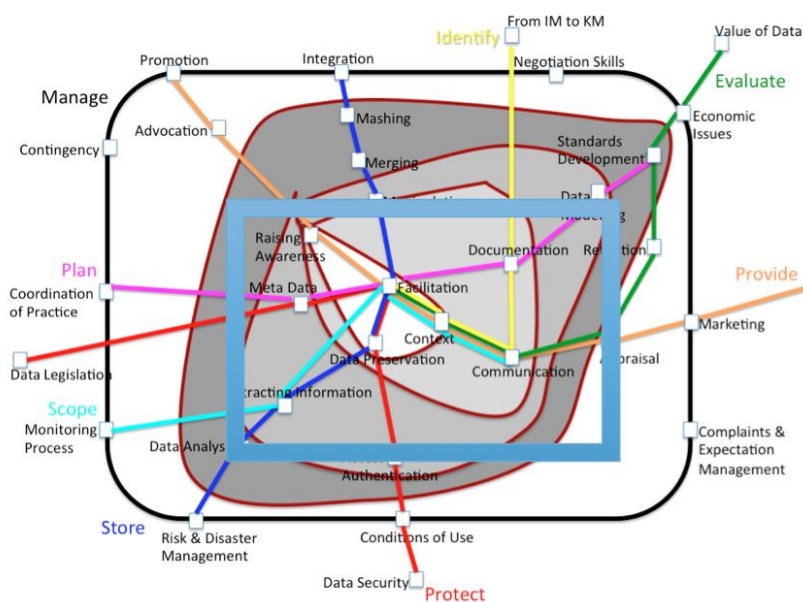 From IM to KM
Identify
Value of Data
Promotion
Integration
Negotiation Skills
Evaluate
Manage
Advocation
Mashing
Economic
Issues
Contingency
Merging
Standards
Development
Data
Raising
Awareness
Documentation
Plan
Meta Data
Facilitation
Provide
Coordination
of Practice
Context
Marketing
Data Legislation
Data Preservation
Communication
Scope
Information
Monitoring
Process
Complaints &
Expectation
Management
Authentication
Store
Risk & Disaster
Management
Conditions of Use
Data Security
Protect